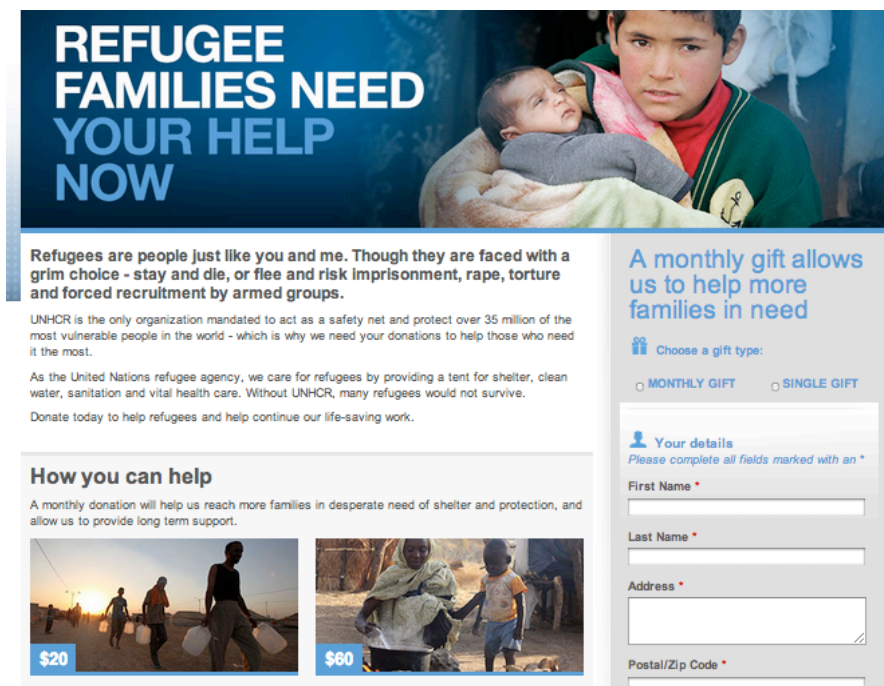 REFUGEE
FAMILIES NEED
YOUR HELP
NOW
Refugees are people just like you and me. Though they are faced with a
grim choice - stay and die, or flee and risk imprisonment, rape, torture
and forced recruitment by armed groups.
UNHCR is the only organization mandated to act as a safety net and protect over 35 million of the
most vulnerable people in the world - which is why we need your donations to help those who need
it the most.
As the United Nations refugee agency, we care for refugees by providing a tent for shelter, clean
water, sanitation and vital health care. Without UNHCR, many refugees would not survive.
Donate today to help refugees and help continue our life-saving work.
How you can help
A monthly donation will help us reach more families in desperate need of shelter and protection, and
allow us to provide long term support.
$20
$60
A monthly gift allows
us to help more
families in need
Choose a gift type:
MONTHLY GIFT
SINGLE GIFT
Your details
Please complete all fields marked with an *
First Name *
Last Name *
Address *
Postal/Zip Code *